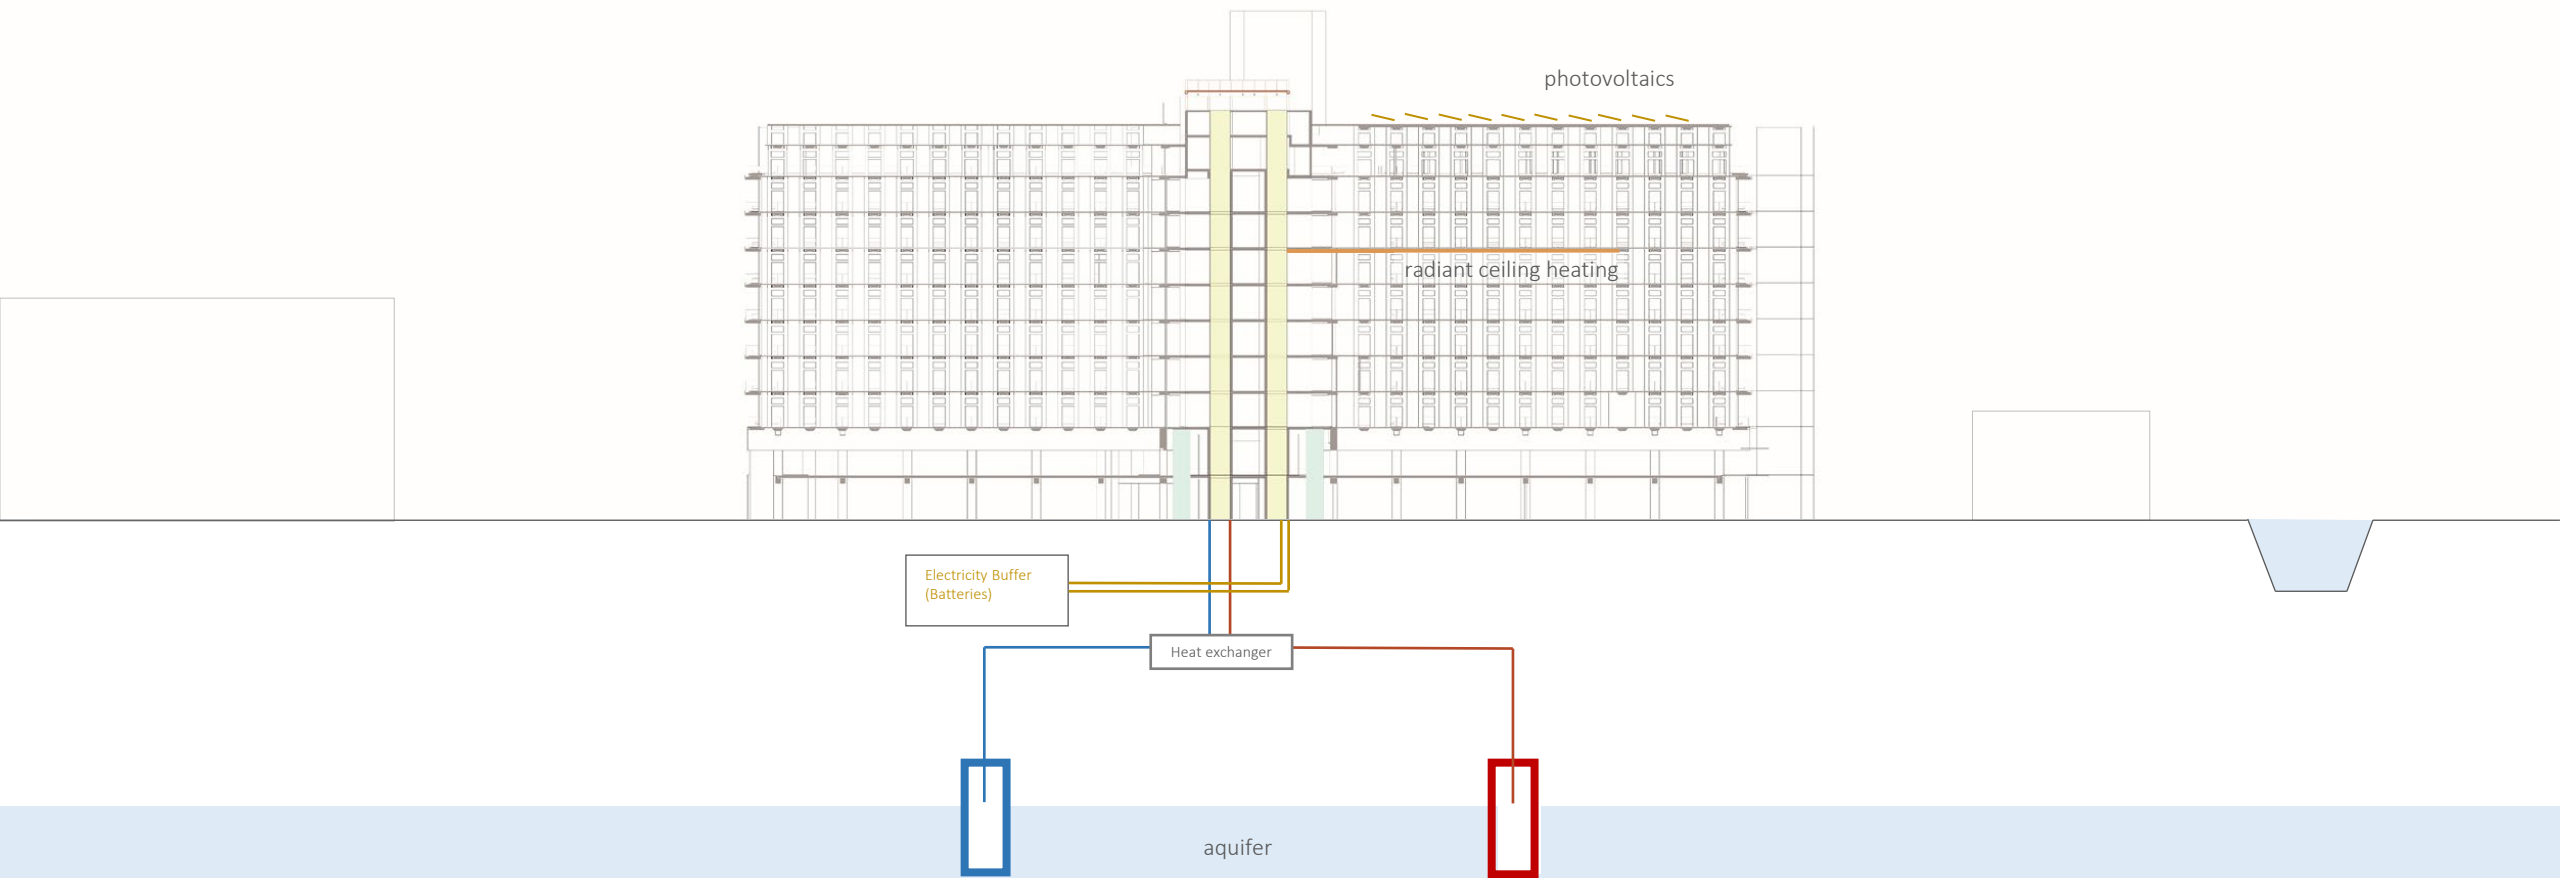 photovoltaics
radiant ceiling heating
Electricity Buffer
(Batteries)
Heat exchanger
aquifer